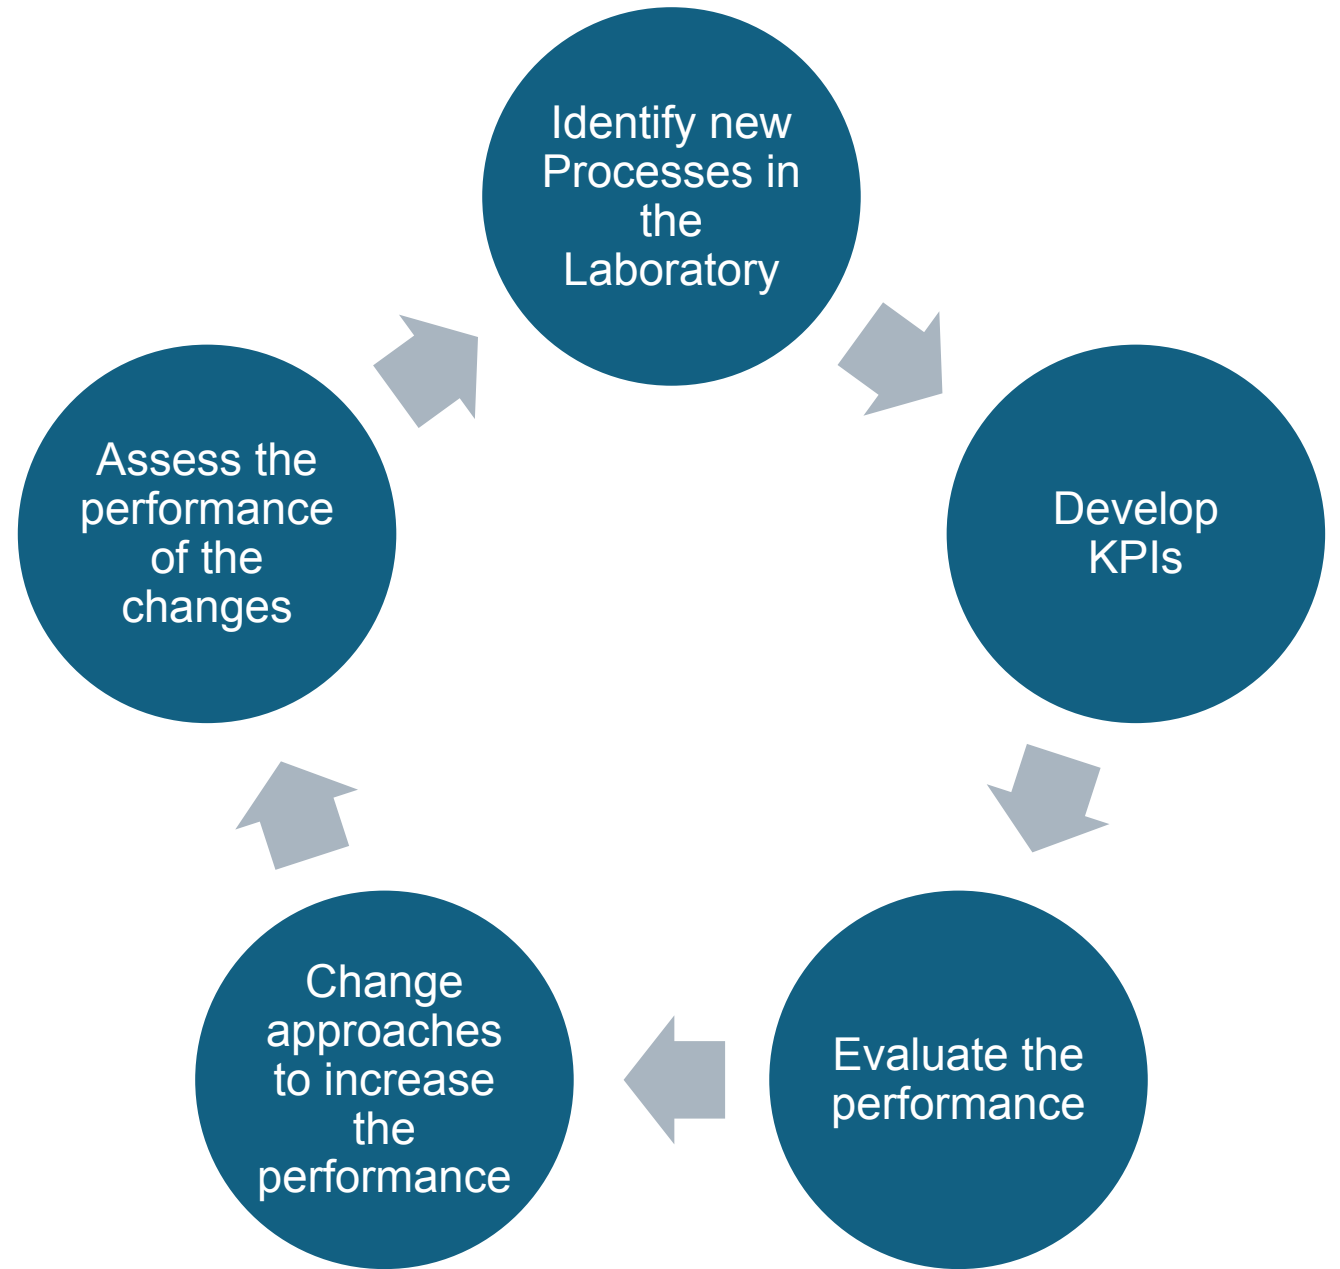 Identify new
Processes in
the
Laboratory
Develop
KPIs
Evaluate the
performance
Change
approaches
to increase
the
performance
Assess the
performance
of the
changes